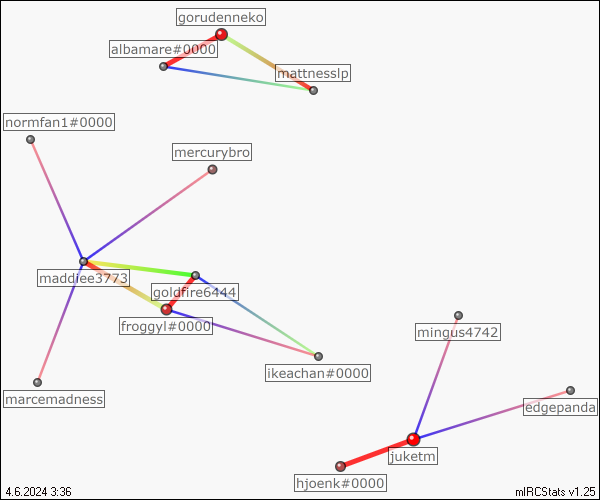 gorudenneko
albamare#0000
mattnesslp
normfan1#0000
mercurybro
maddiee3773
goldfire6444
froggyl#0000
mingus4742
ikeachan#0000
marcemadness
edgepanda
juketm
hjoenk#0000
4.6.2024 3:36
mIRCStats v1.25